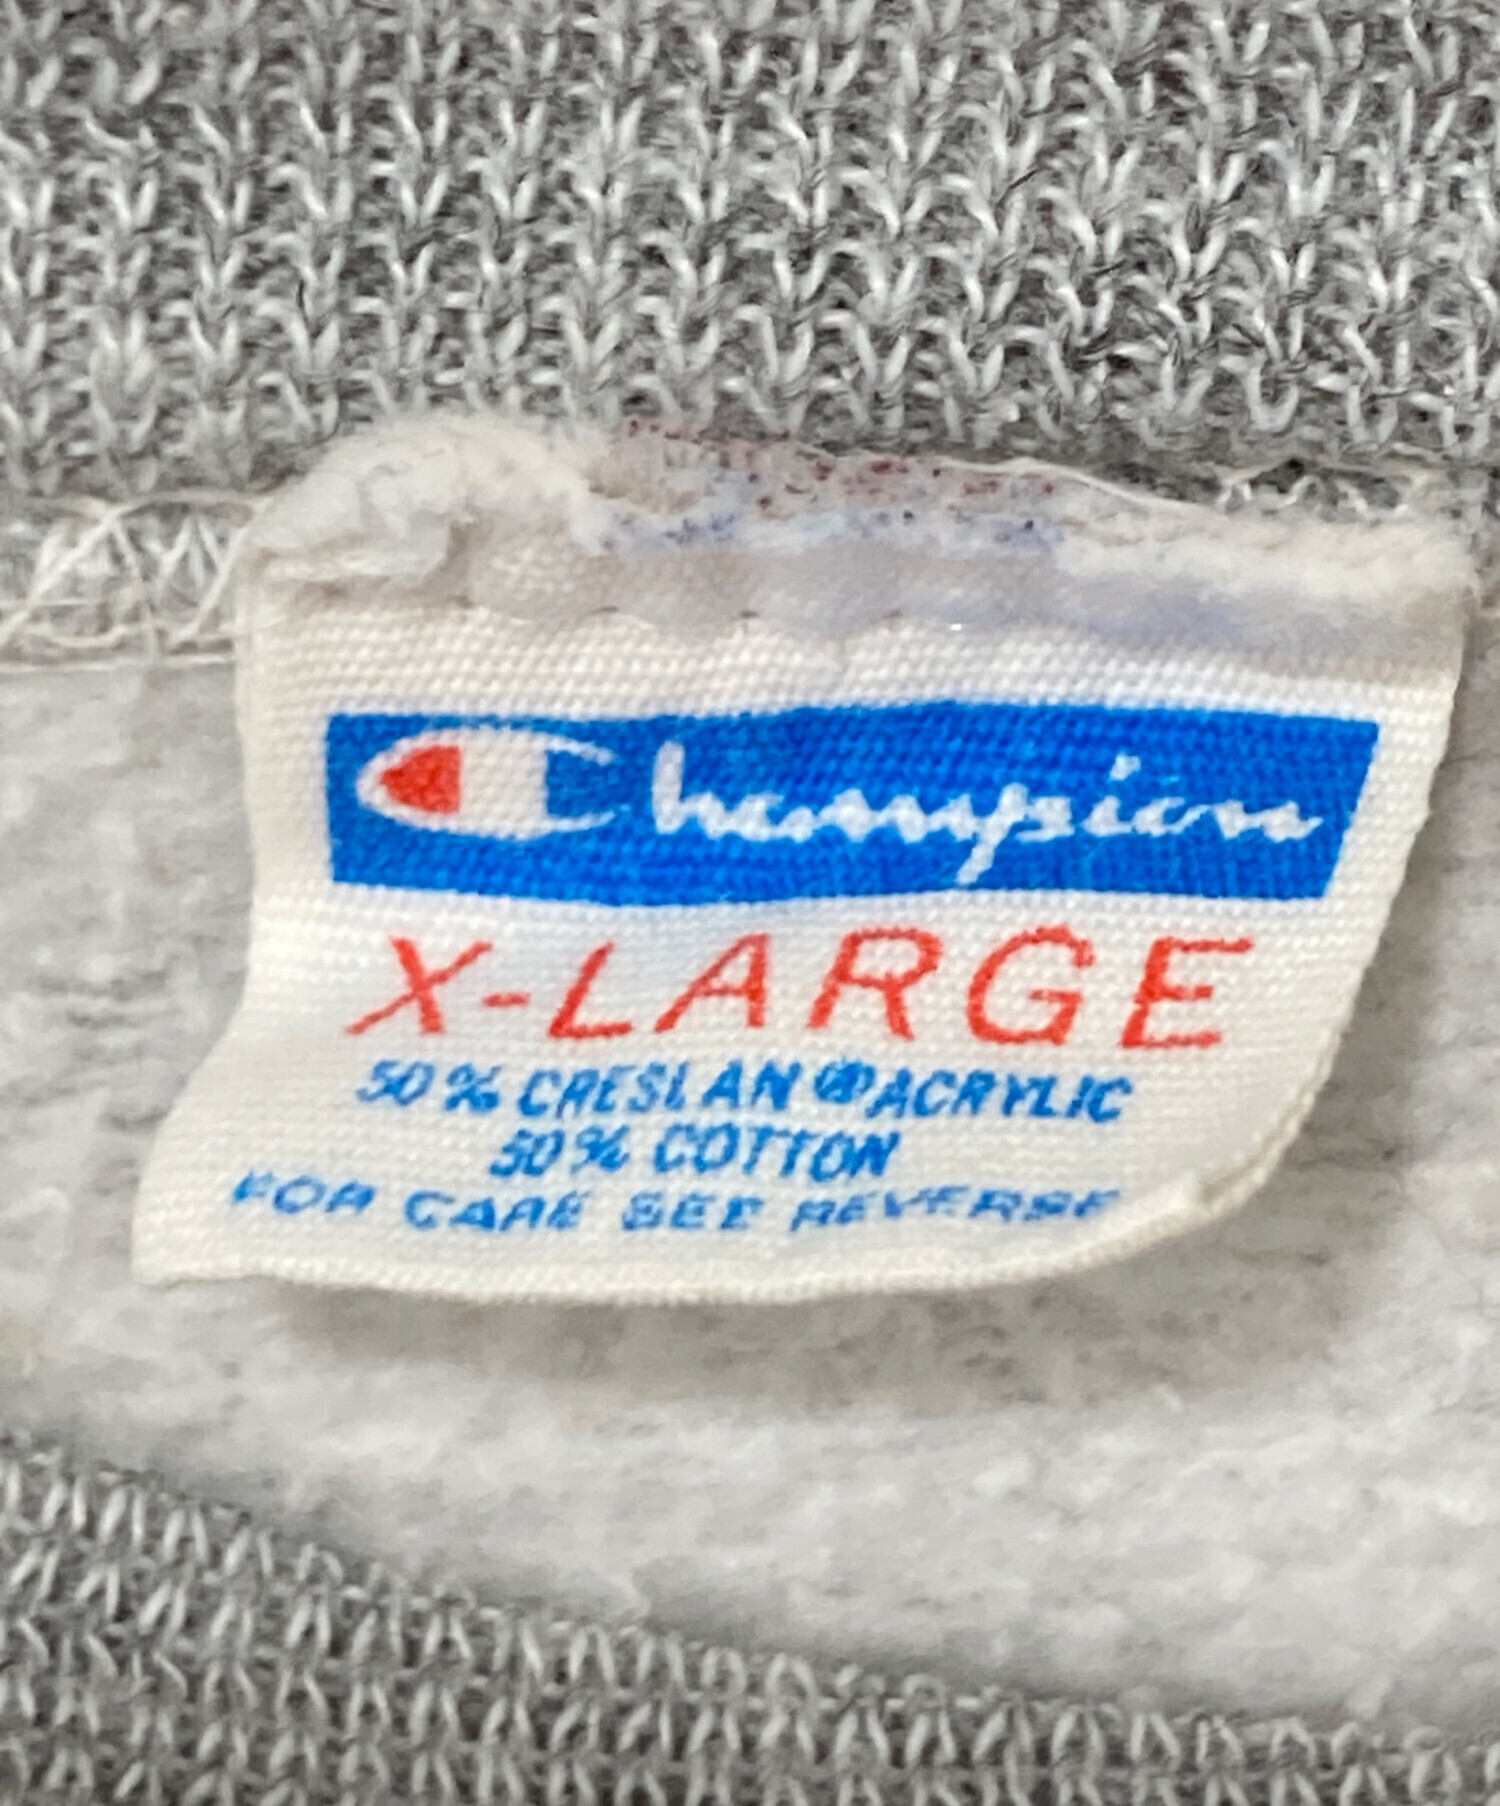 Champion
X-LARGE
50% CRESLAN ® ACRYLIC
50% COTTON
FOR CARE SEE REVERSE